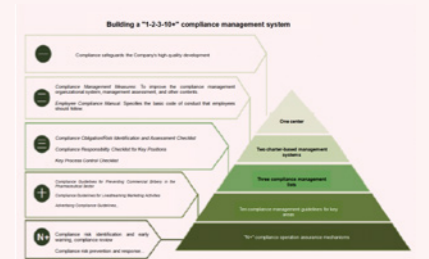 Building a "1-2-3-10+" compliance management system
一
Compliance safeguards the Company's high quality development
二
Compliance Management Measures: To improve the compliance management
organizational system, management assessment, and other contents.
Employee Compliance Manual: Specifies the basic code of conduct that employees
should follow.
三
Compliance Obligation/Risk Identification and Assessment Checklist
Compliance Responsibility Checklist for Key Positions
Key Process Control Checklist
十
Compliance Guidelines for Preventing Commercial Bribery in the
Pharmaceutical Sector
Compliance Guidelines for Marketing Activities
Advertising Compliance Guidelines
N+
Compliance risk identification and early
warning, compliance review
Compliance risk prevention and response
One center
Two charter-based management
systems
Three compliance management
lists
Ten compliance management guidelines for key
areas
"N+" compliance operation assurance mechanisms